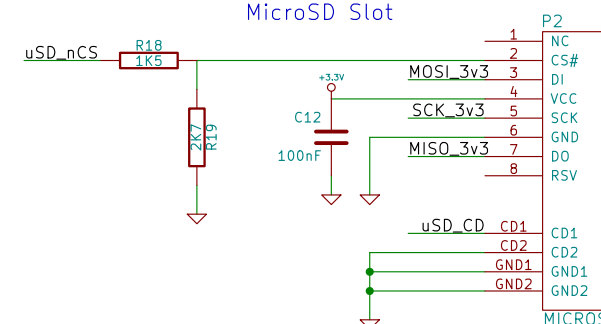 MicroSD Slot
P2
uSD_nCS
R18
1K5
1 NC
2 CS#
MOSI_3v3 3 DI
+3.3V
4 VCC
C12
100nF
SCK_3v3 5 SCK
6 GND
2K7
R19
MISO_3v3 7 DO
8 RSV
uSD_CD CD1 CD1
CD2 CD2
GND1 GND1
GND2 GND2
MICROS